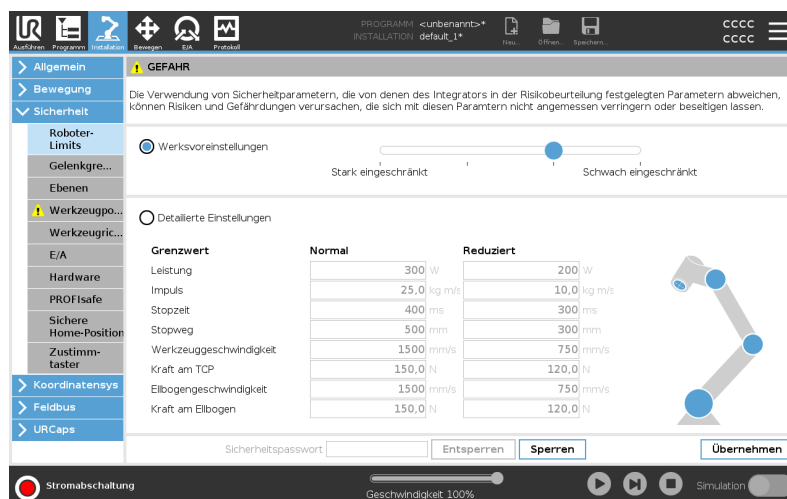 PROGRAMM <unbenannt>*
INSTALLATION default_1*
Neu...
Öffnen...
Speichern...
cccc
cccc
Ausführen
Programm
Installation
Bewegen
E/A
Protokoll
Allgemein
Bewegung
Sicherheit
Roboter-
Limits
Gelenkgre...
Ebenen
Werkzeugpo...
Werkzeugric...
E/A
Hardware
PROFIsafe
Sichere
Home-Position
Zustimm-
taster
Koordinatensys
Feldbus
URCaps
GEFAHR
Die Verwendung von Sicherheitparametern, die von denen des Integrators in der Risikobeurteilung festgelegten Parametern abweichen,
können Risiken und Gefährdungen verursachen, die sich mit diesen Paramtern nicht angemessen verringern oder beseitigen lassen.
Werksvoreinstellungen
Stark eingeschränkt
Schwach eingeschränkt
Detailierte Einstellungen
Grenzwert Normal Reduziert
Leistung 300 W 200 W
Impuls 25,0 kg m/s 10,0 kg m/s
Stopzeit 400 ms 300 ms
Stopweg 500 mm 300 mm
Werkzeuggeschwindigkeit 1500 mm/s 750 mm/s
Kraft am TCP 150,0 N 120,0 N
Ellbogengeschwindigkeit 1500 mm/s 750 mm/s
Kraft am Ellbogen 150,0 N 120,0 N
Sicherheitspasswort Entsperren Sperren Übernehmen
Stromabschaltung
Geschwindigkeit 100%
Simulation